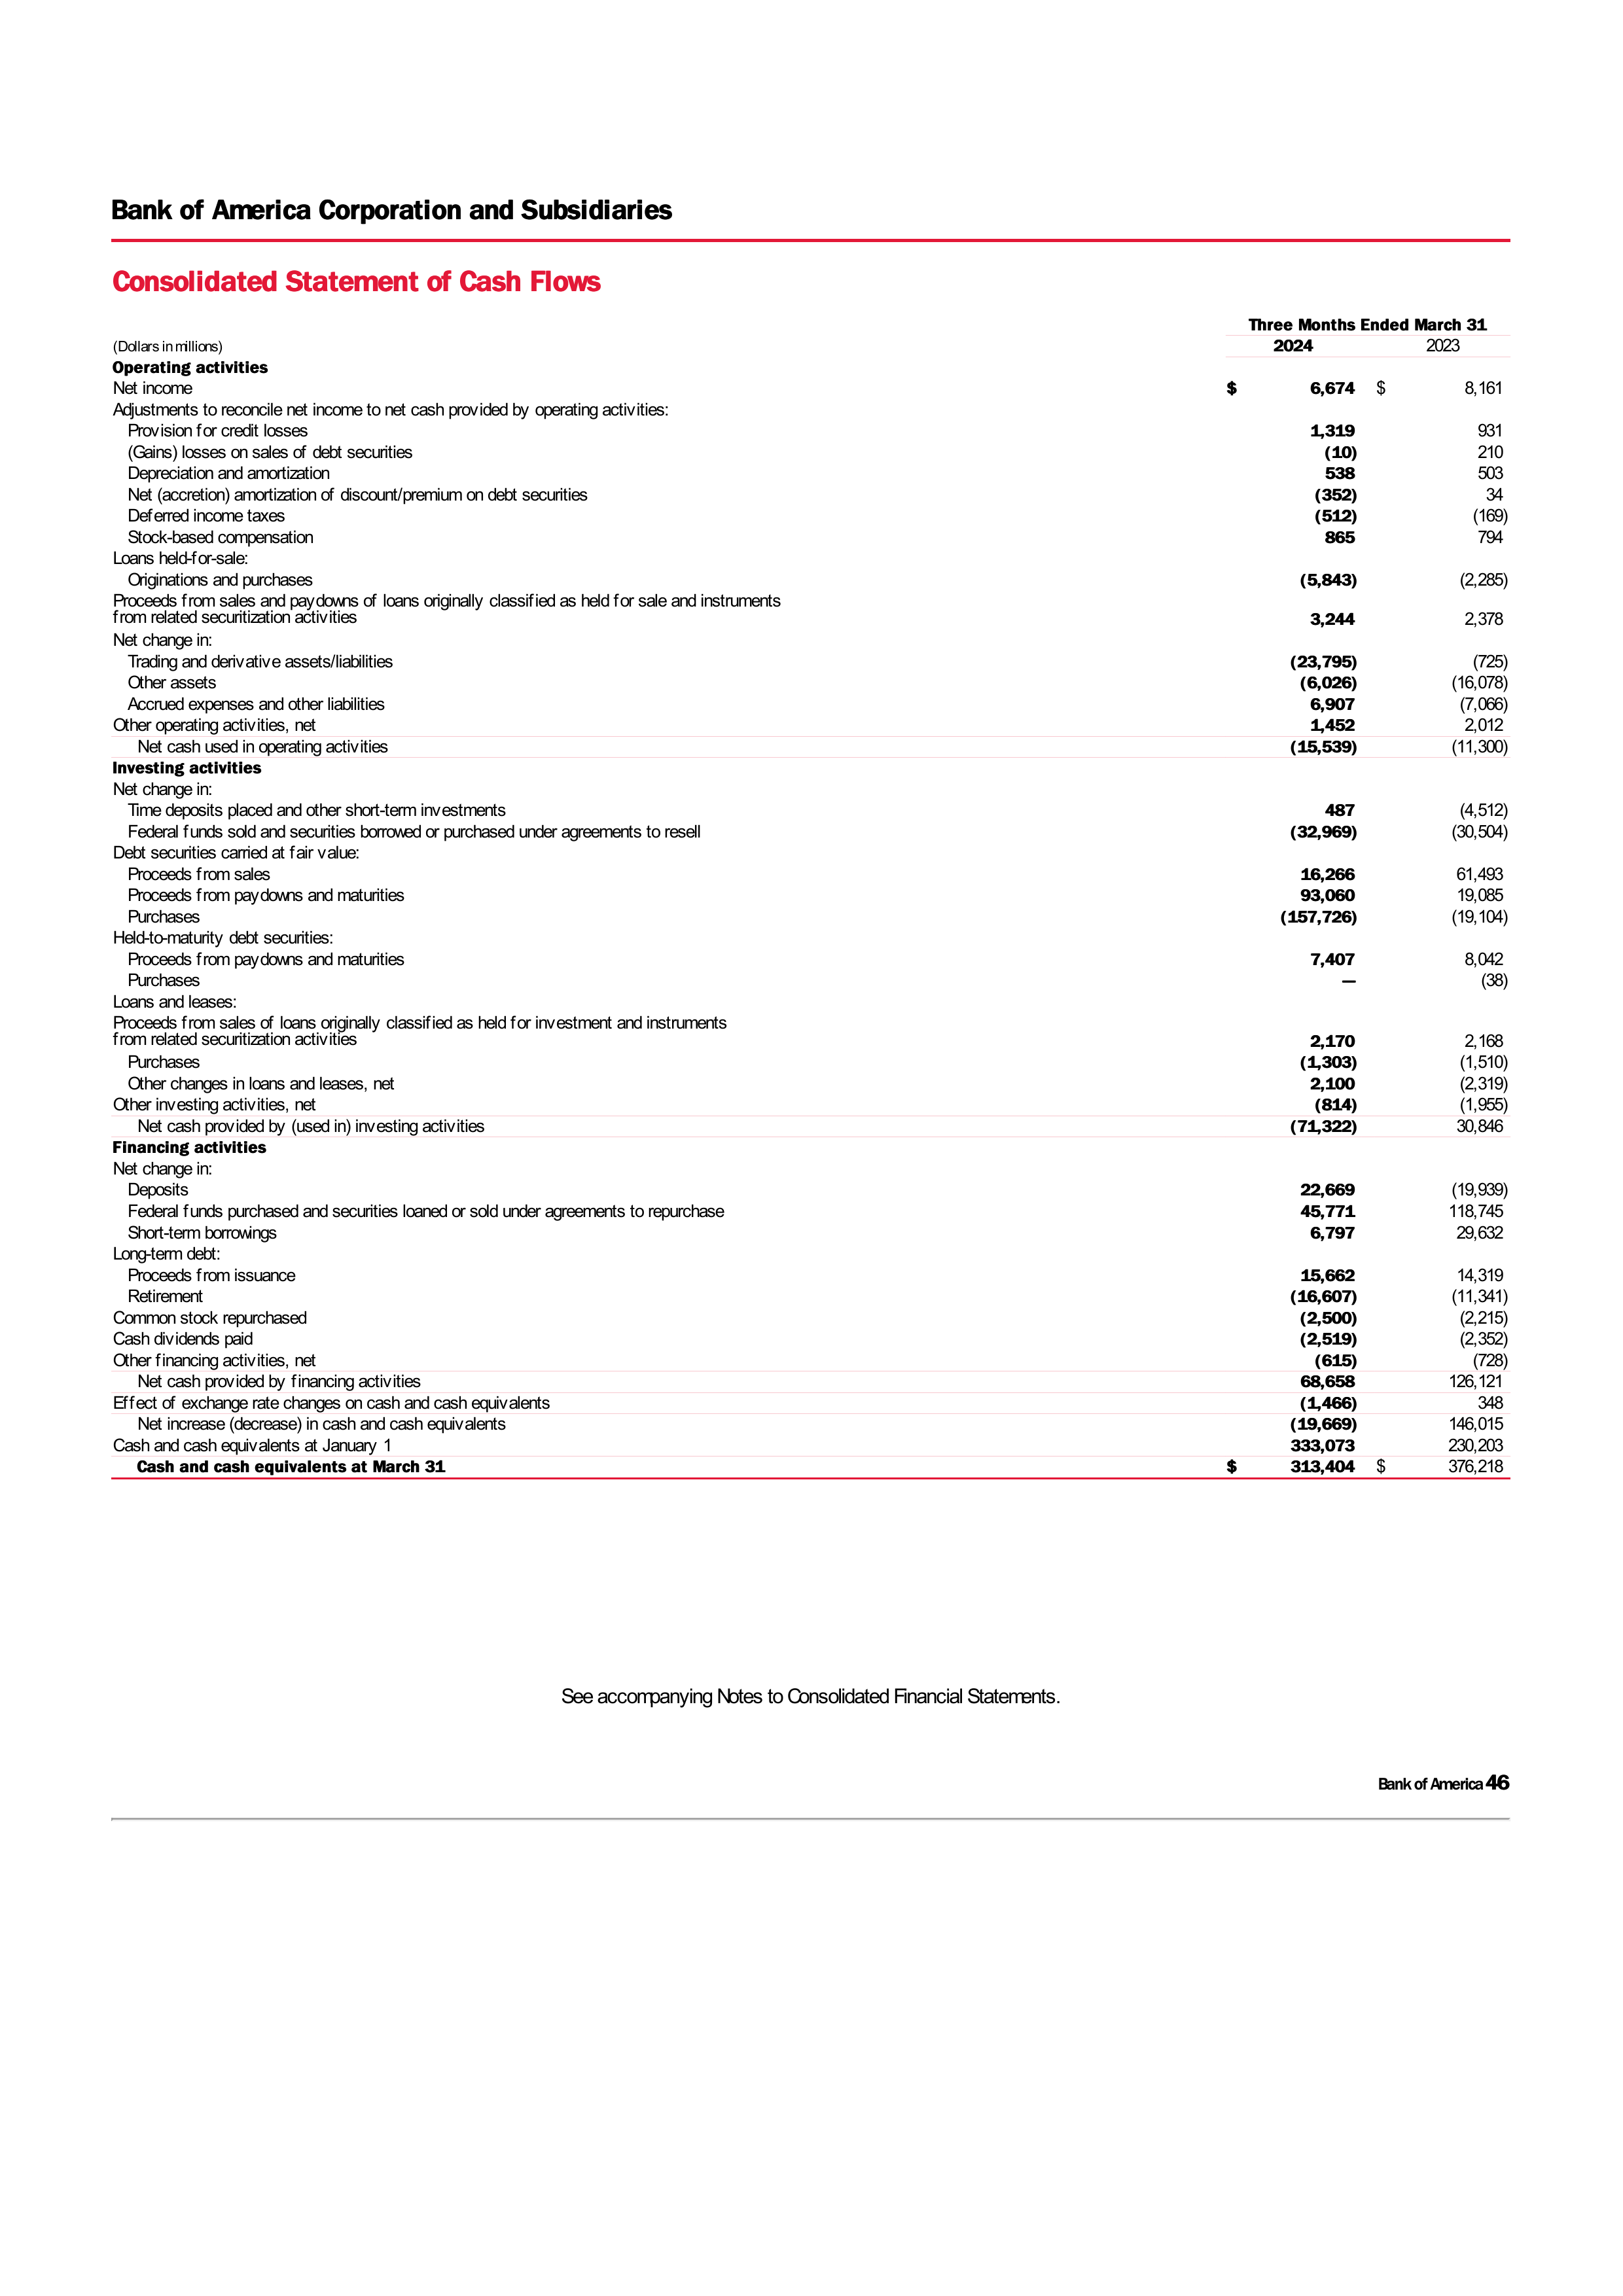 Bank of America Corporation and Subsidiaries
Consolidated Statement of Cash Flows
Three Months Ended March 31
(Dollars in millions) 2024 2023
Operating activities
Net income $ 6,674 $ 8,161
Adjustments to reconcile net income to net cash provided by operating activities:
Provision for credit losses 1,319 931
(Gains) losses on sales of debt securities (10) 210
Depreciation and amortization 538 503
Net (accretion) amortization of discount/premium on debt securities (352) 34
Deferred income taxes (512) (169)
Stock-based compensation 865 794
Loans held-for-sale:
Originations and purchases (5,843) (2,285)
Proceeds from sales and paydowns of loans originally classified as held for sale and instruments
from related securitization activities 3,244 2,378
Net change in:
Trading and derivative assets/liabilities (23,795) (725)
Other assets (6,026) (16,078)
Accrued expenses and other liabilities 6,907 (7,066)
Other operating activities, net 1,452 2,012
Net cash used in operating activities (15,539) (11,300)
Investing activities
Net change in:
Time deposits placed and other short-term investments 487 (4,512)
Federal funds sold and securities borrowed or purchased under agreements to resell (32,969) (30,504)
Debt securities carried at fair value:
Proceeds from sales 16,266 61,493
Proceeds from paydowns and maturities 93,060 19,085
Purchases (157,726) (19,104)
Held-to-maturity debt securities:
Proceeds from paydowns and maturities 7,407 8,042
Purchases — (38)
Loans and leases:
Proceeds from sales of loans originally classified as held for investment and instruments
from related securitization activities 2,170 2,168
Purchases (1,303) (1,510)
Other changes in loans and leases, net 2,100 (2,319)
Other investing activities, net (814) (1,955)
Net cash provided by (used in) investing activities (71,322) 30,846
Financing activities
Net change in:
Deposits 22,669 (19,939)
Federal funds purchased and securities loaned or sold under agreements to repurchase 45,771 118,745
Short-term borrowings 6,797 29,632
Long-term debt:
Proceeds from issuance 15,662 14,319
Retirement (16,607) (11,341)
Common stock repurchased (2,500) (2,215)
Cash dividends paid (2,519) (2,352)
Other financing activities, net (615) (728)
Net cash provided by financing activities 68,658 126,121
Effect of exchange rate changes on cash and cash equivalents (1,466) 348
Net increase (decrease) in cash and cash equivalents (19,669) 146,015
Cash and cash equivalents at January 1 333,073 230,203
Cash and cash equivalents at March 31 $ 313,404 $ 376,218
See accompanying Notes to Consolidated Financial Statements.
Bank of America 46